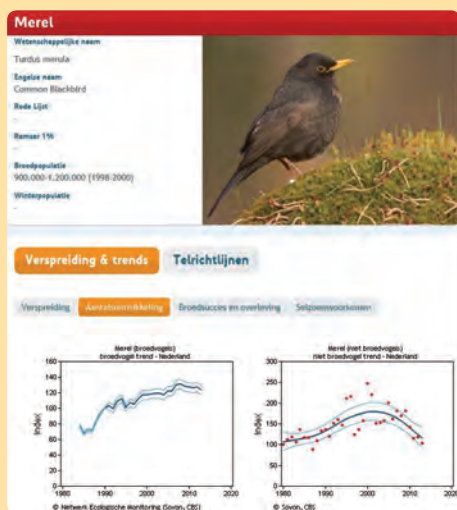 Merel
Wetenschappelijke naam
Turdus merula
Engelse naam
Common Blackbird
Rode Lijst
-
Ramsar 1%
-
Broedpopulatie
900.000-1.200.000 (1998-2000)
Winterpopulatie
-
Verspreiding & trends
Telrichtlijnen
Verspreiding
Aantalsontwikkeling
Broedsucces en overleving
Seizoensvoorkomen
Merel (broedvogels)
broedvogel trend - Nederland
Index
160
140
120
100
80
60
40
20
0
1980
1990
2000
2010
2020
© Netwerk Ecologische Monitoring (Sovon, CBS)
Merel (niet broedvogels)
niet broedvogel trend - Nederland
Index
300
250
200
150
100
50
0
1980
1990
2000
2010
2020
© Sovon, CBS